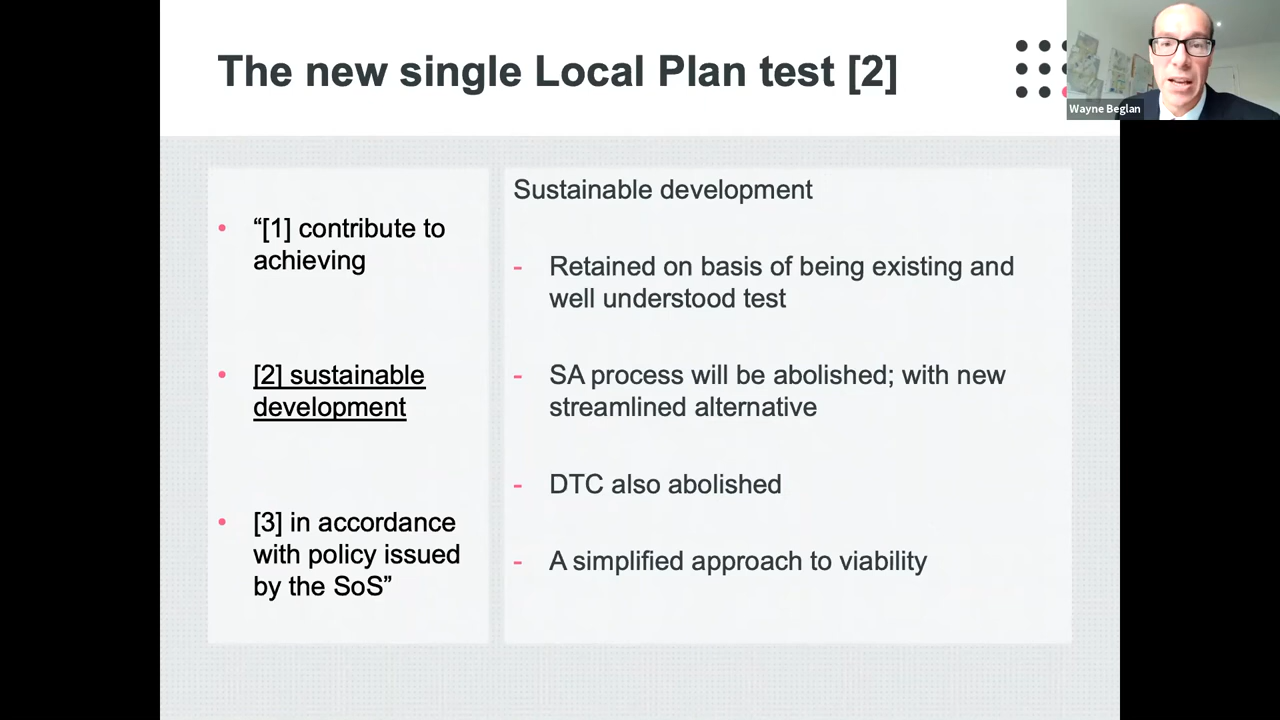 The new single Local Plan test [2]
Wayne Beglan
• “[1] contribute to
achieving
• [2] sustainable
development
• [3] in accordance
with policy issued
by the SoS”
Sustainable development
- Retained on basis of being existing and
well understood test
- SA process will be abolished; with new
streamlined alternative
- DTC also abolished
- A simplified approach to viability